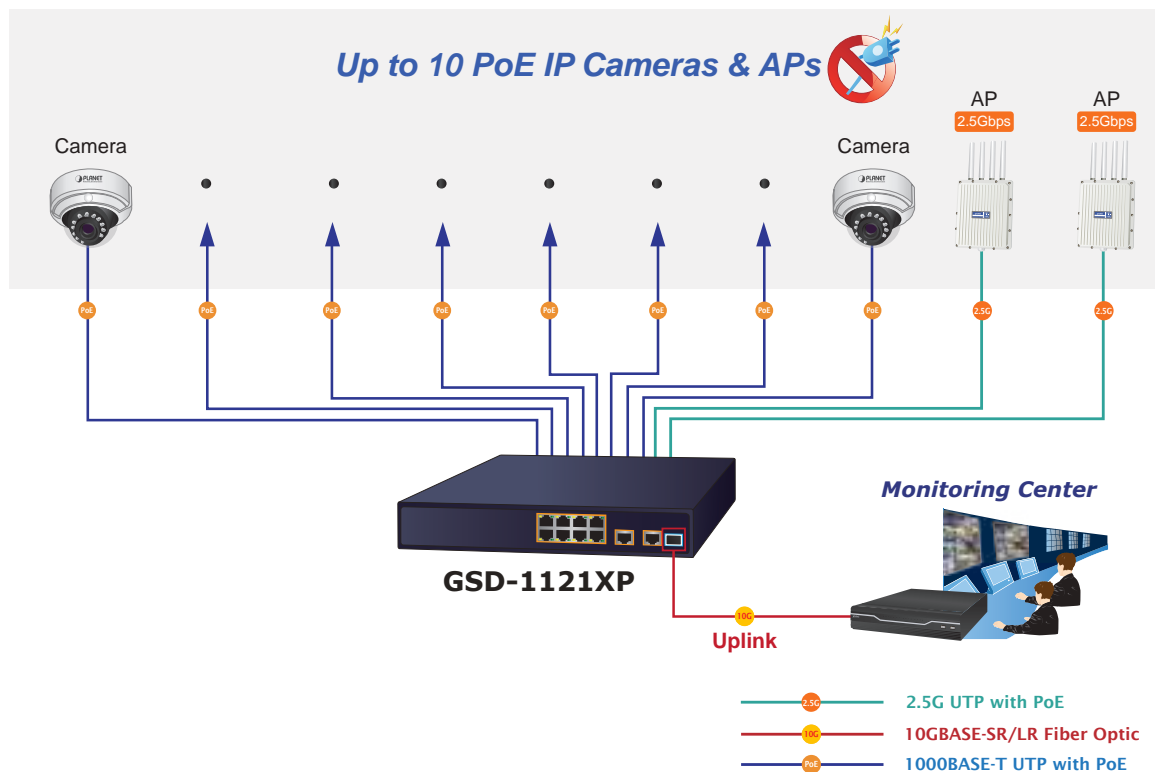 Up to 10 PoE IP Cameras & APs
AP
AP
2.5Gbps
2.5Gbps
Camera
Camera
PLANET
PLANET
PoE
PoE
PoE
PoE
PoE
PoE
PoE
PoE
2.5G
2.5G
Monitoring Center
GSD-1121XP
10G
Uplink
2.5G
2.5G UTP with PoE
10G
10GBASE-SR/LR Fiber Optic
PoE
1000BASE-T UTP with PoE